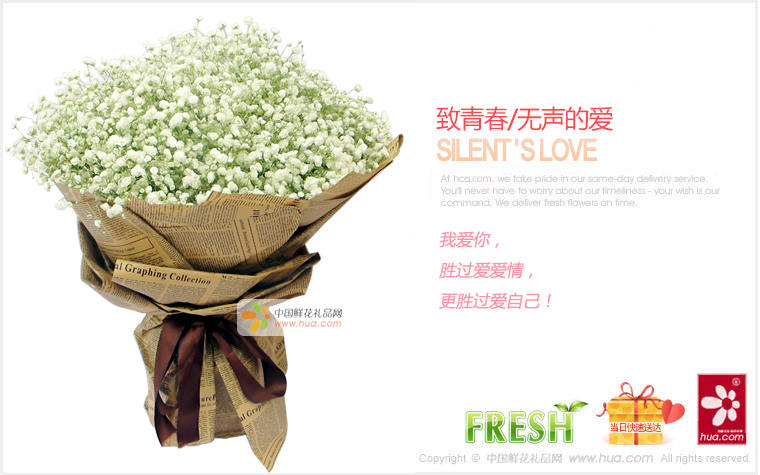 致青春/无声的爱
SILENT'S LOVE
At hca.com, we take pride in our same-day delivery service.
You'll never have to worry about our timeliness - your wish is our
command. We deliver fresh flowers on time.
我爱你，
胜过爱爱情，
更胜过爱自己！
al Graphing Collection
中国鲜花礼品网
www.hua.com
FRESH
当日快速送达
hua.com
Copyright © 中国鲜花礼品网 www.hua.com All rights reserved.